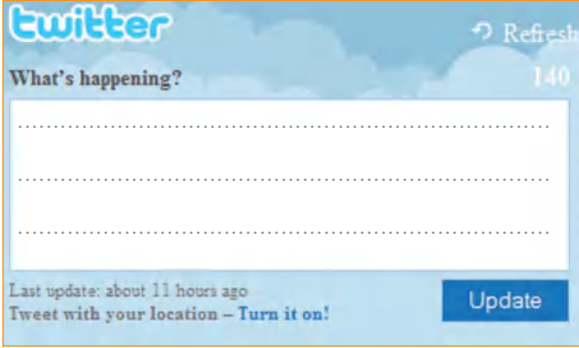 twitter
Refresh
What's happening?
140
Last update: about 11 hours ago
Tweet with your location – Turn it on!
Update